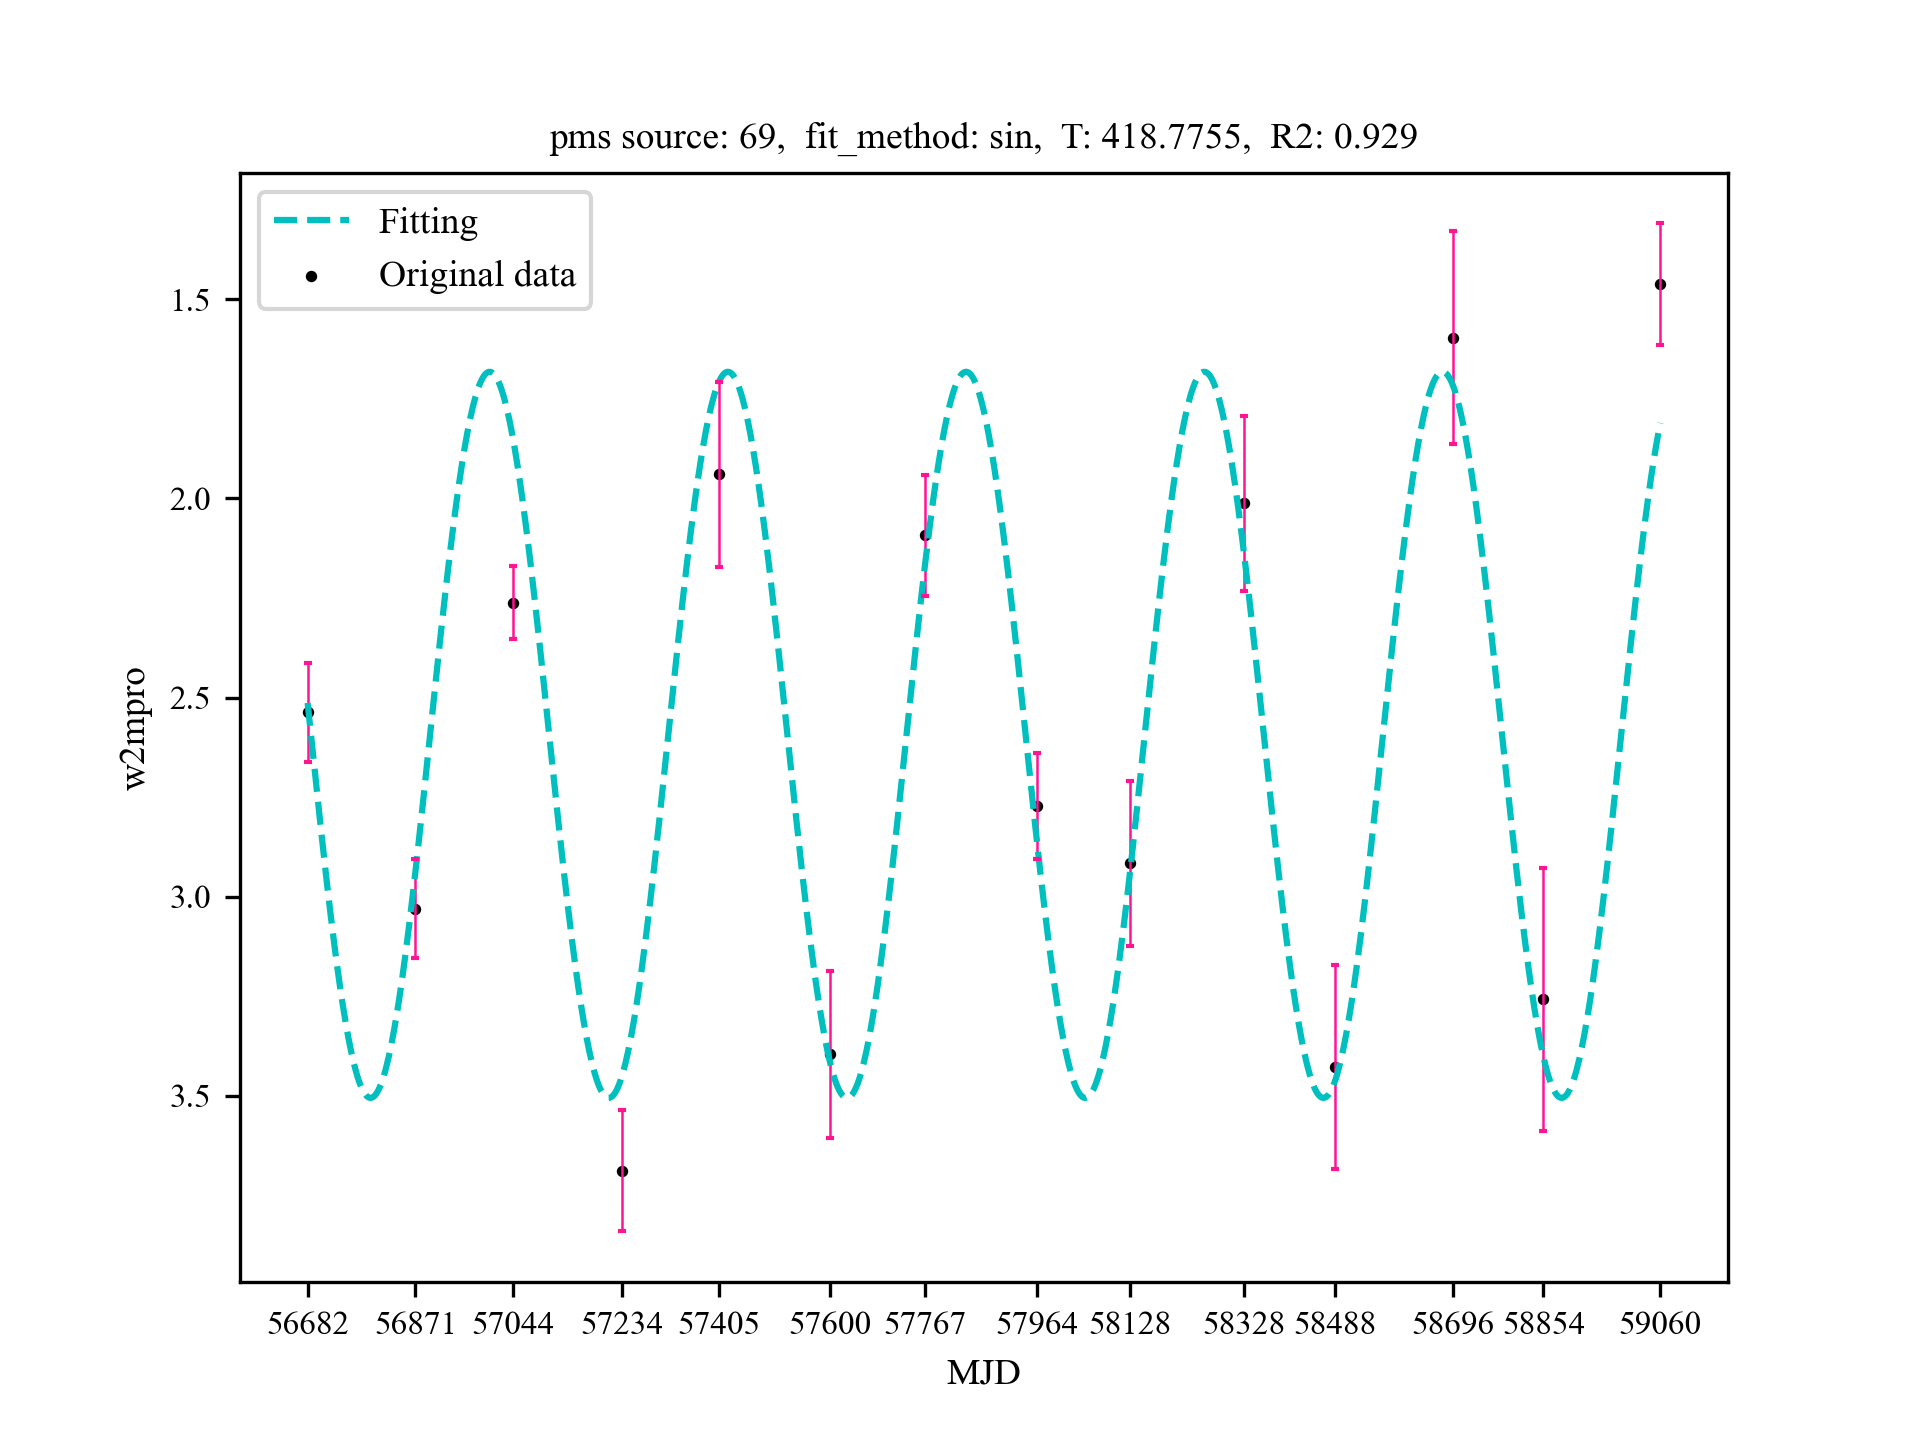 pms source: 69,  fit_method: sin,  T: 418.7755,  R2: 0.929
Fitting
Original data
w2mpro
1.5
2.0
2.5
3.0
3.5
56682 56871 57044 57234 57405 57600 57767 57964 58128 58328 58488 58696 58854 59060
MJD